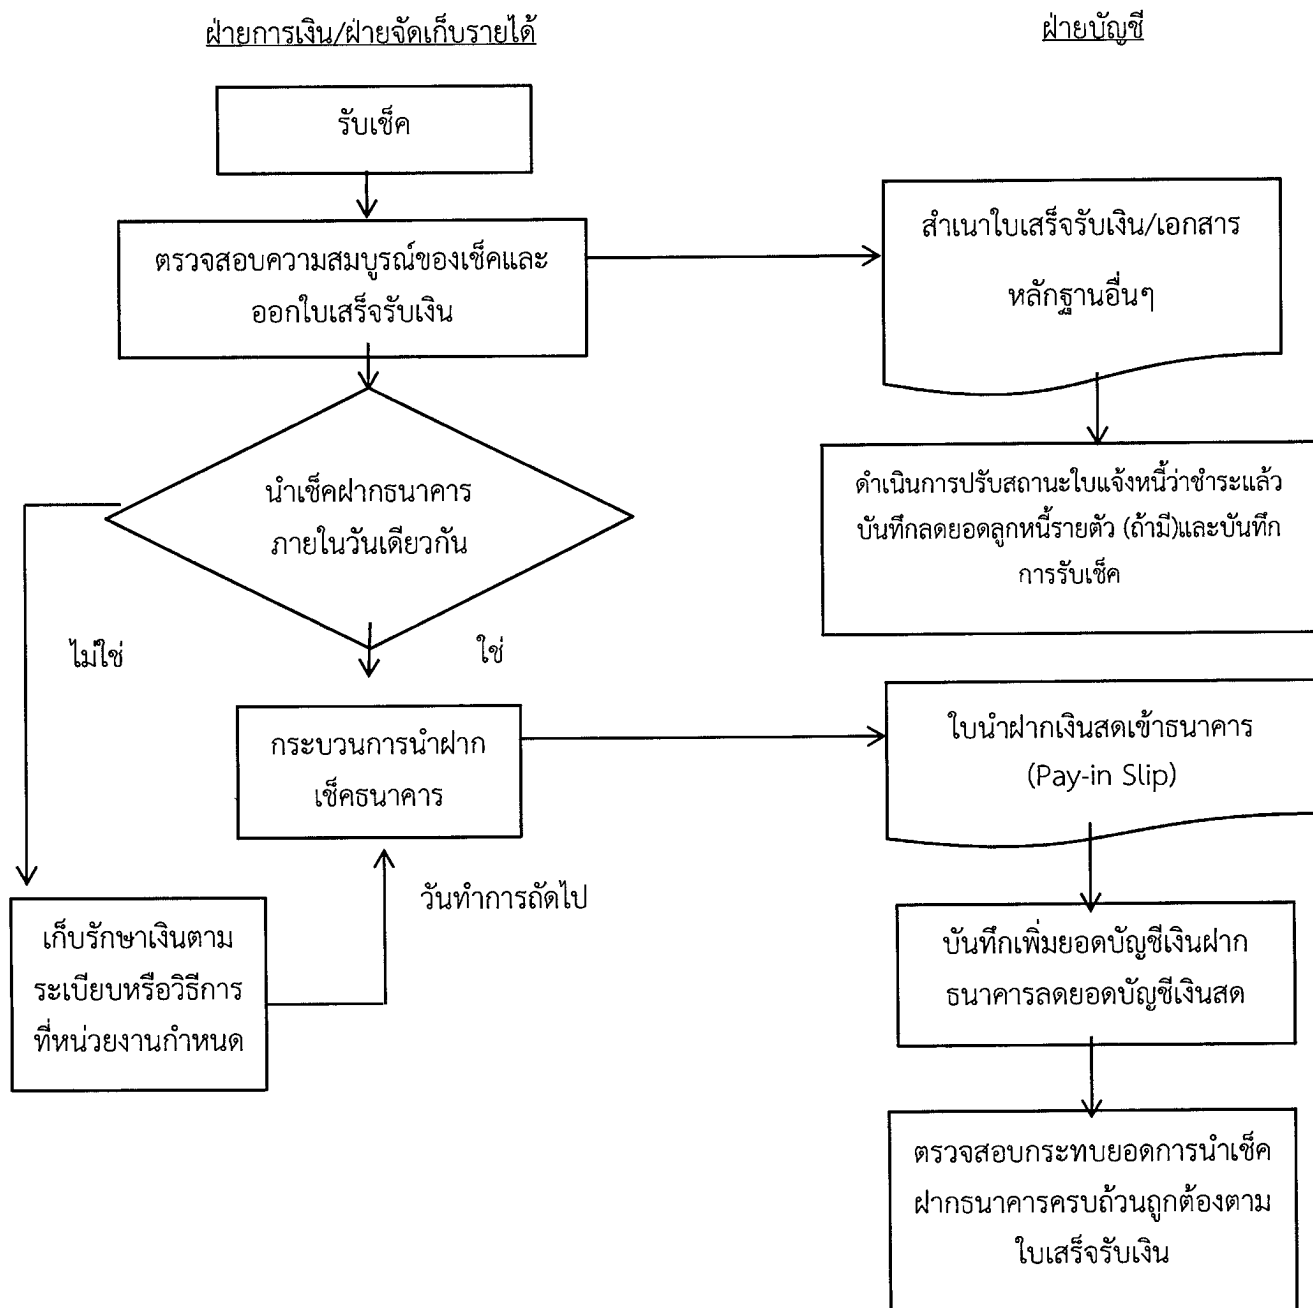 ฝ่ายการเงิน/ฝ่ายจัดเก็บรายได้
ฝ่ายบัญชี
รับเช็ค
ตรวจสอบความสมบูรณ์ของเช็คและ
ออกใบเสร็จรับเงิน
สำเนาใบเสร็จรับเงิน/เอกสาร
หลักฐานอื่นๆ
นำเช็คฝากธนาคาร
ภายในวันเดียวกัน
ดำเนินการปรับสถานะใบแจ้งหนี้ว่าชำระแล้ว
บันทึกลดยอดลูกหนี้รายตัว (ถ้ามี)และบันทึก
การรับเช็ค
ไม่ใช่
ใช่
กระบวนการนำฝาก
เช็คธนาคาร
ใบนำฝากเงินสดเข้าธนาคาร
(Pay-in Slip)
วันทำการถัดไป
เก็บรักษาเงินตาม
ระเบียบหรือวิธีการ
ที่หน่วยงานกำหนด
บันทึกเพิ่มยอดบัญชีเงินฝาก
ธนาคารลดยอดบัญชีเงินสด
ตรวจสอบกระทบยอดการนำเช็ค
ฝากธนาคารครบถ้วนถูกต้องตาม
ใบเสร็จรับเงิน